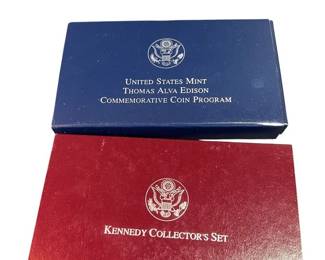 United States Mint
Thomas Alva Edison
Commemorative Coin Program
Kennedy Collector's Set